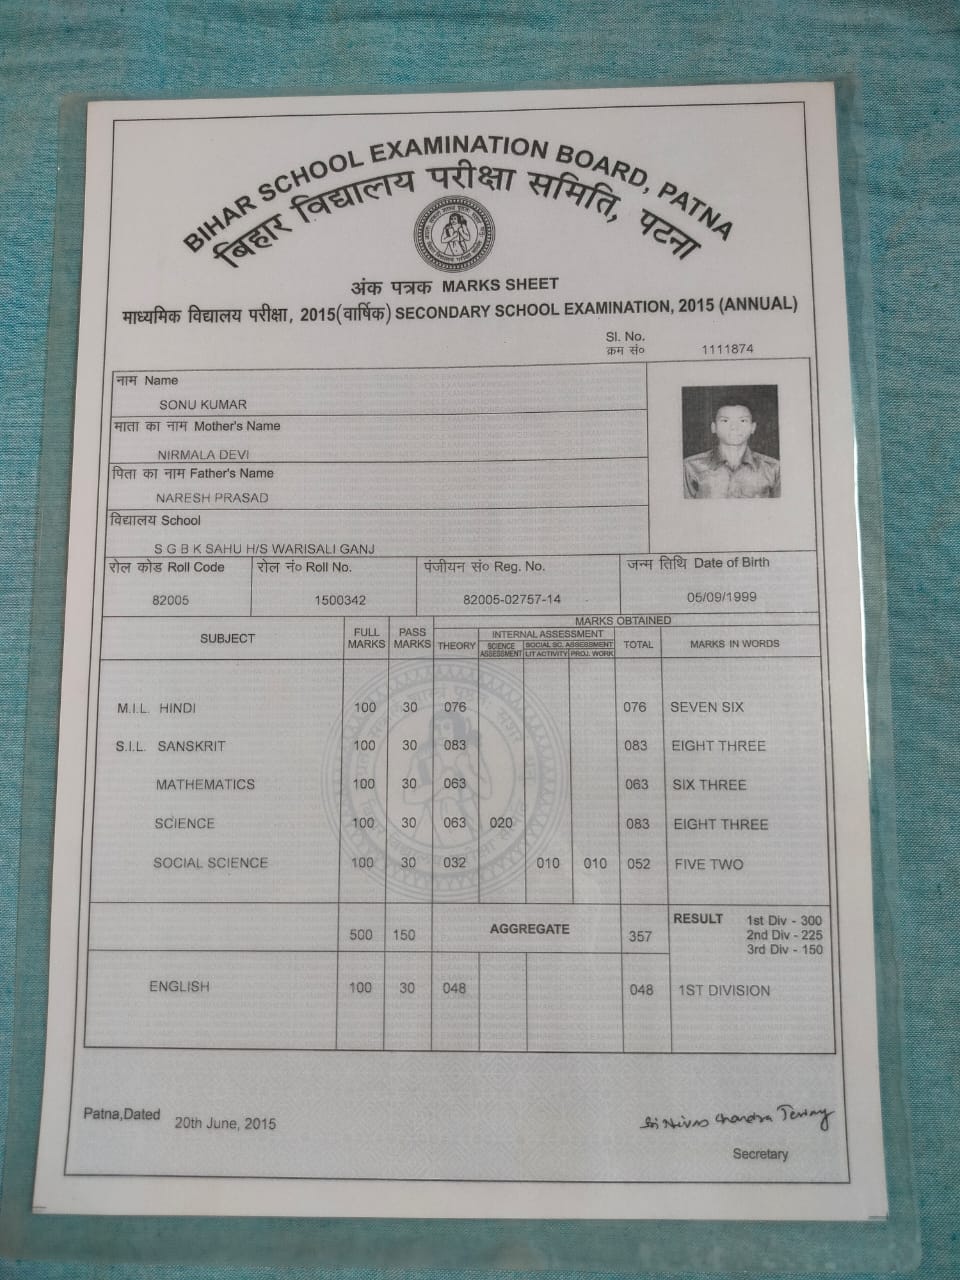 BIHAR SCHOOL EXAMINATION BOARD, PATNA
बिहार विद्यालय परीक्षा समिति, पटना
अंक पत्रक MARKS SHEET
माध्यमिक विद्यालय परीक्षा, 2015(वार्षिक) SECONDARY SCHOOL EXAMINATION, 2015 (ANNUAL)
Sl. No.
क्रम सं० 1111874
नाम Name
SONU KUMAR
माता का नाम Mother's Name
NIRMALA DEVI
पिता का नाम Father's Name
NARESH PRASAD
विद्यालय School
S G B K SAHU H/S WARISALI GANJ
रोल कोड Roll Code रोल नं० Roll No. पंजीयन सं० Reg. No. जन्म तिथि Date of Birth
82005 1500342 82005-02757-14 05/09/1999
MARKS OBTAINED
SUBJECT FULL MARKS PASS MARKS THEORY INTERNAL ASSESSMENT TOTAL MARKS IN WORDS
SCIENCE ASSESSMENT SOCIAL SC. ASSESSMENT
LIT ACTIVITY PROJ. WORK
M.I.L. HINDI 100 30 076 076 SEVEN SIX
S.I.L. SANSKRIT 100 30 083 083 EIGHT THREE
MATHEMATICS 100 30 063 063 SIX THREE
SCIENCE 100 30 063 020 083 EIGHT THREE
SOCIAL SCIENCE 100 30 032 010 010 052 FIVE TWO
500 150 AGGREGATE 357 RESULT 1st Div - 300
2nd Div - 225
3rd Div - 150
ENGLISH 100 30 048 048 1ST DIVISION
Patna,Dated 20th June, 2015
Secretary